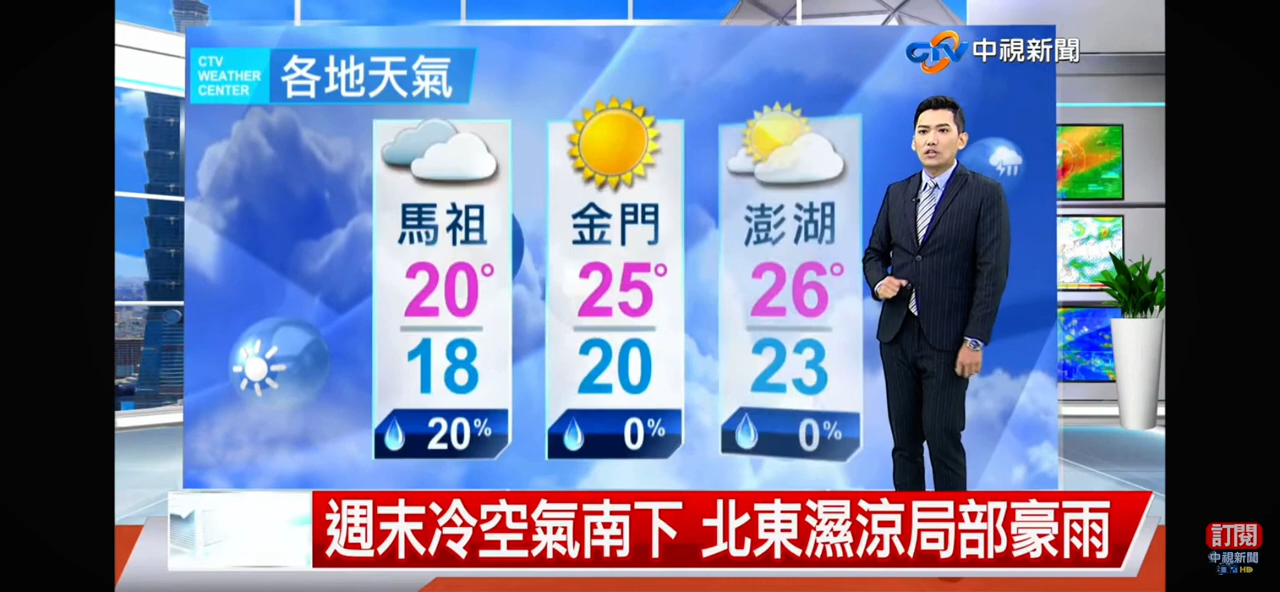 CTV
WEATHER
CENTER
各地天氣
CTV 中視新聞
馬祖
20°
18
20%
金門
25°
20
0%
澎湖
26°
23
0%
週末冷空氣南下 北東濕涼局部豪雨
訂閱
中視新聞
HD